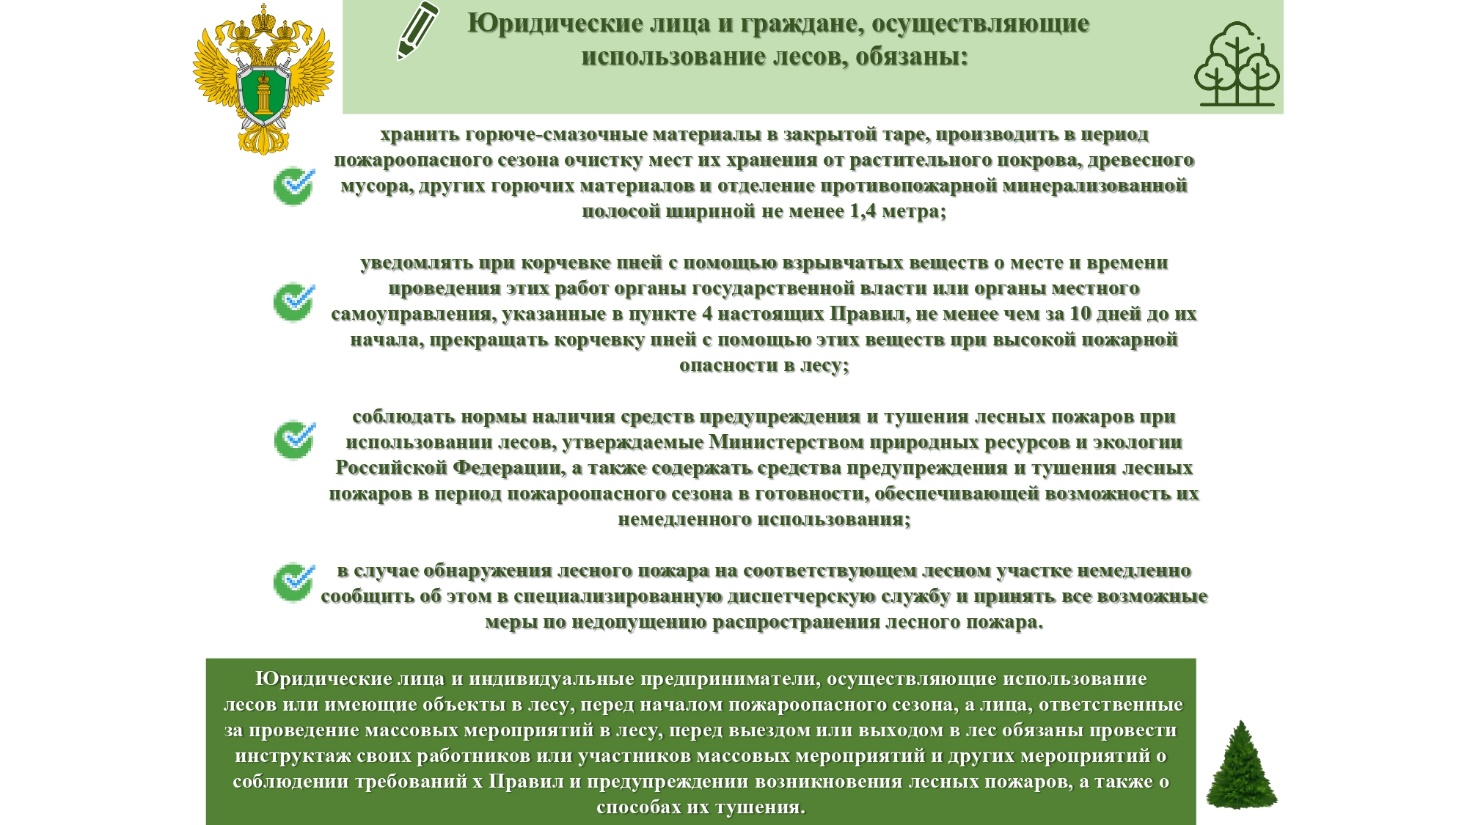 Юридические лица и граждане, осуществляющие
использование лесов, обязаны:
хранить горюче-смазочные материалы в закрытой таре, производить в период
пожароопасного сезона очистку мест их хранения от растительного покрова, древесного
мусора, других горючих материалов и отделение противопожарной минерализованной
полосой шириной не менее 1,4 метра;
уведомлять при корчевке пней с помощью взрывчатых веществ о месте и времени
проведения этих работ органы государственной власти или органы местного
самоуправления, указанные в пункте 4 настоящих Правил, не менее чем за 10 дней до их
начала, прекращать корчевку пней с помощью этих веществ при высокой пожарной
опасности в лесу;
соблюдать нормы наличия средств предупреждения и тушения лесных пожаров при
использовании лесов, утверждаемые Министерством природных ресурсов и экологии
Российской Федерации, а также содержать средства предупреждения и тушения лесных
пожаров в период пожароопасного сезона в готовности, обеспечивающей возможность их
немедленного использования;
в случае обнаружения лесного пожара на соответствующем лесном участке немедленно
сообщить об этом в специализированную диспетчерскую службу и принять все возможные
меры по недопущению распространения лесного пожара.
Юридические лица и индивидуальные предприниматели, осуществляющие использование
лесов или имеющие объекты в лесу, перед началом пожароопасного сезона, а лица, ответственные
за проведение массовых мероприятий в лесу, перед выездом или выходом в лес обязаны провести
инструктаж своих работников или участников массовых мероприятий и других мероприятий о
соблюдении требований х Правил и предупреждении возникновения лесных пожаров, а также о
способах их тушения.